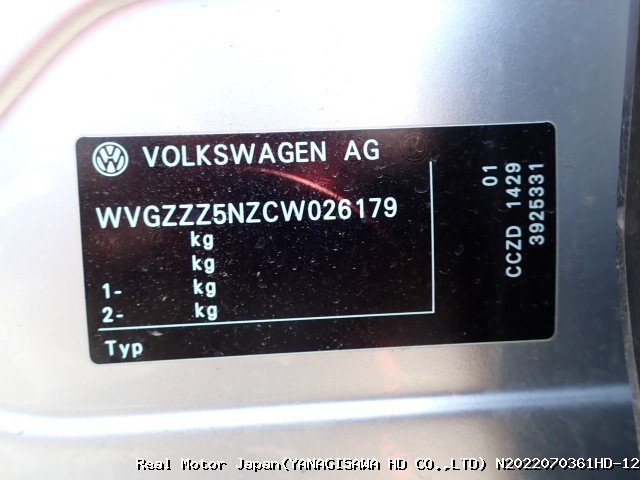 VOLKSWAGEN AG
WVGZZZ5NZCW026179
kg
kg
1- kg
2- kg
Typ
01
CCZD 1429
3925331
Real Motor Japan(YANAGISAWA HD CO.,LTD) N2022070361HD-12